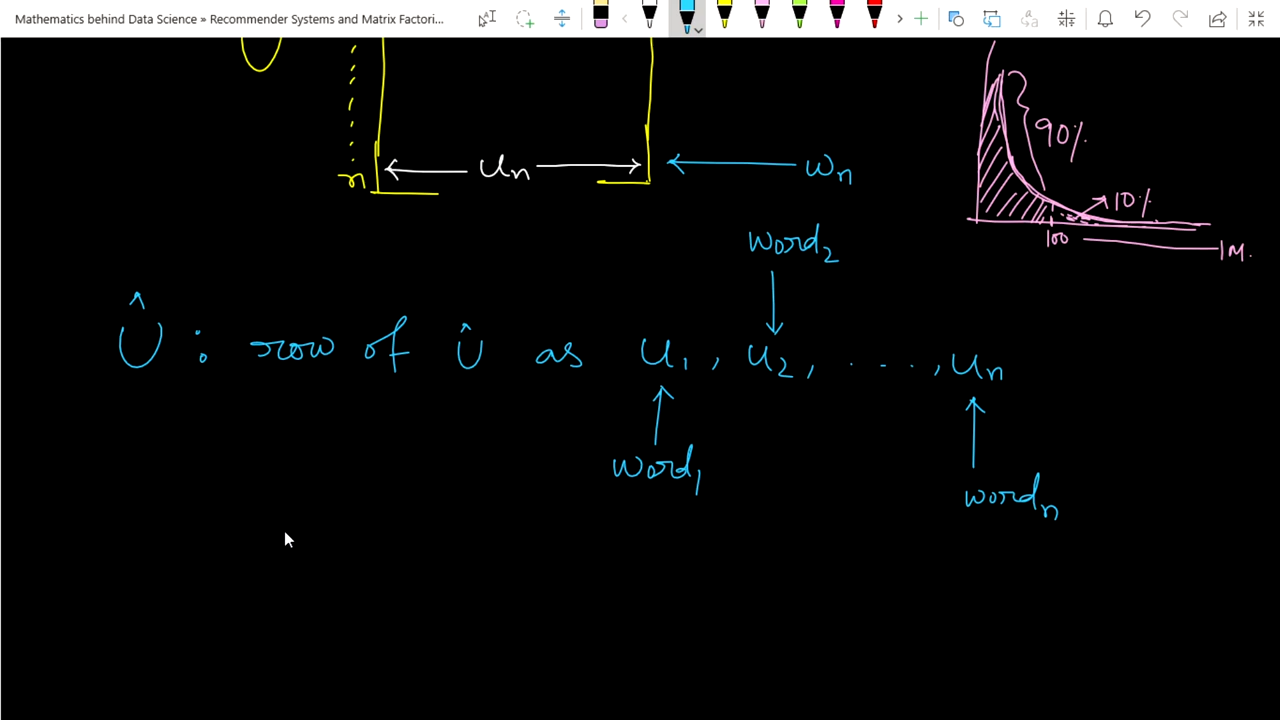 Mathematics behind Data Science » Recommender Systems and Matrix Factori...
n
uₙ
wₙ
90%
10%
100
1M.
word₂
Û : row of Û as u₁, u₂, ...., uₙ
word₁
wordₙ